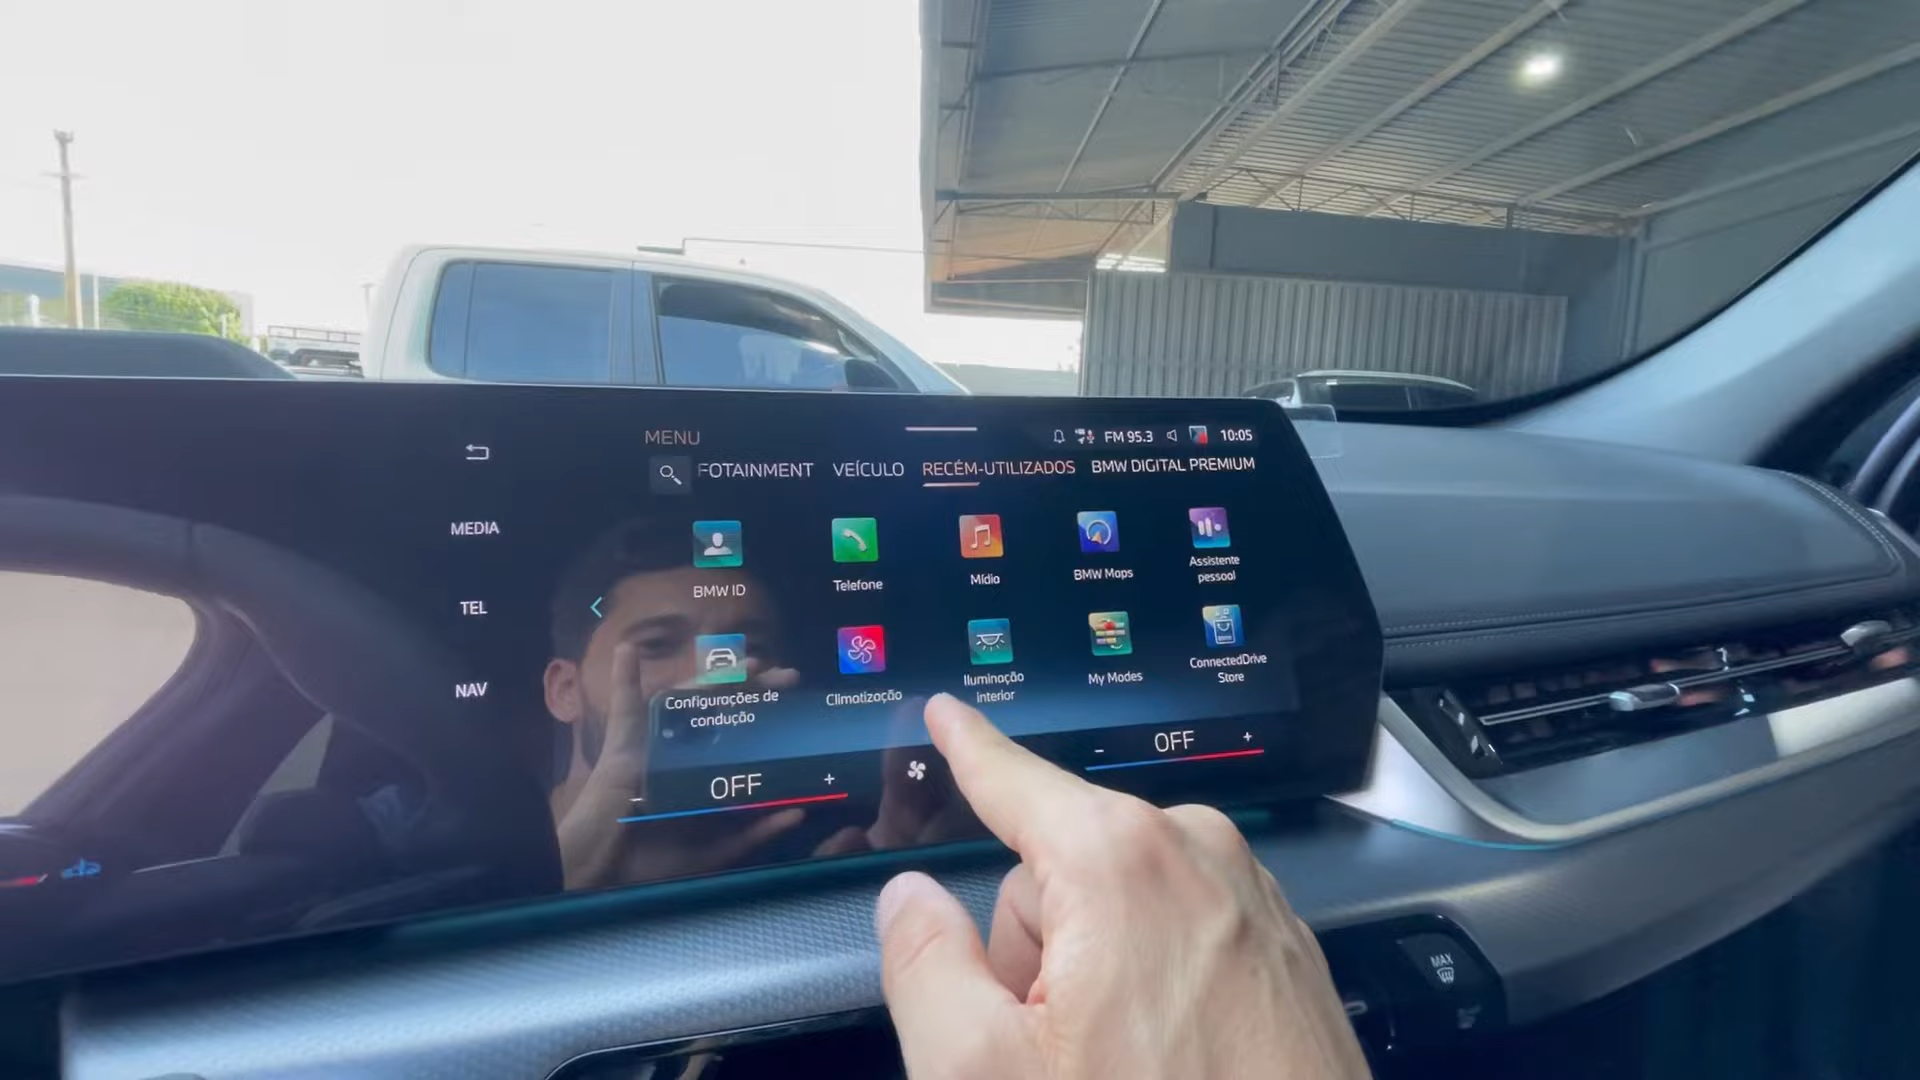 MENU
FM 95.3
10:05
FOTAINMENT
VEÍCULO
RECÉM-UTILIZADOS
BMW DIGITAL PREMIUM
MEDIA
TEL
NAV
BMW ID
Telefone
Mídia
BMW Maps
Assistente
pessoal
Configurações de
condução
Climatização
Iluminação
interior
My Modes
ConnectedDrive
Store
- OFF +
- OFF +
MAX